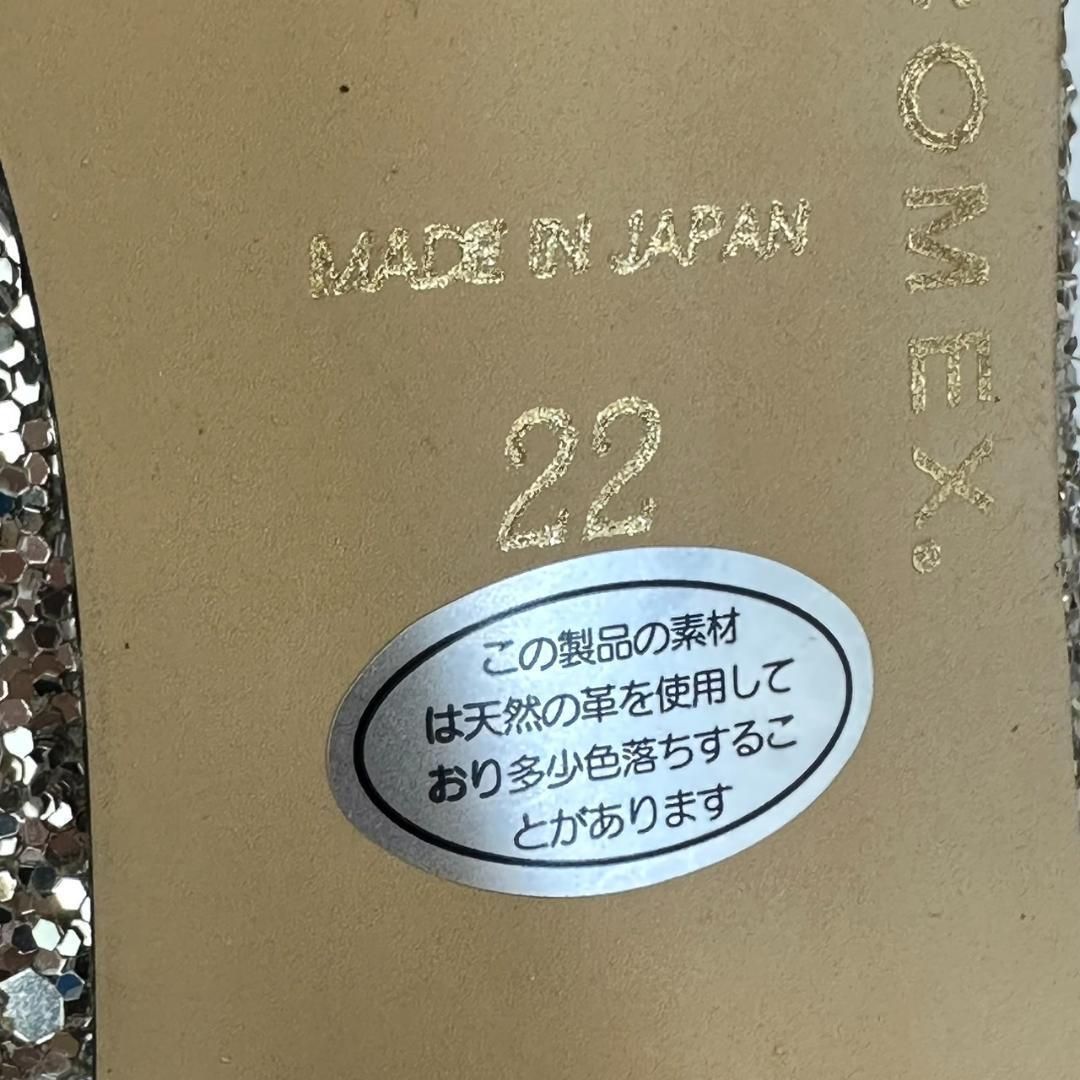 MADE IN JAPAN
22
OMEX.
この製品の素材
は天然の革を使用して
おり多少色落ちするこ
とがあります